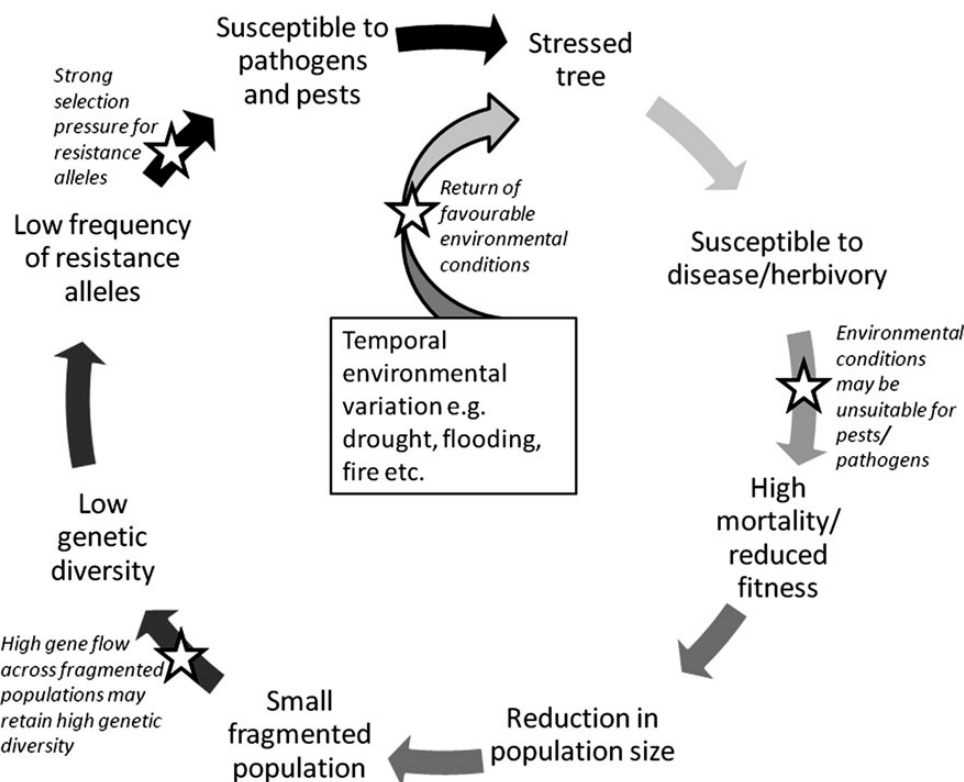 Susceptible to
pathogens
and pests
Stressed
tree
Strong
selection
pressure for
resistance
alleles
Return of
favourable
environmental
conditions
Low frequency
of resistance
alleles
Susceptible to
disease/herbivory
Temporal
environmental
variation e.g.
drought, flooding,
fire etc.
Environmental
conditions
may be
unsuitable for
pests/
pathogens
High
mortality/
reduced
fitness
Low
genetic
diversity
High gene flow
across fragmented
populations may
retain high genetic
diversity
Small
fragmented
population
Reduction in
population size